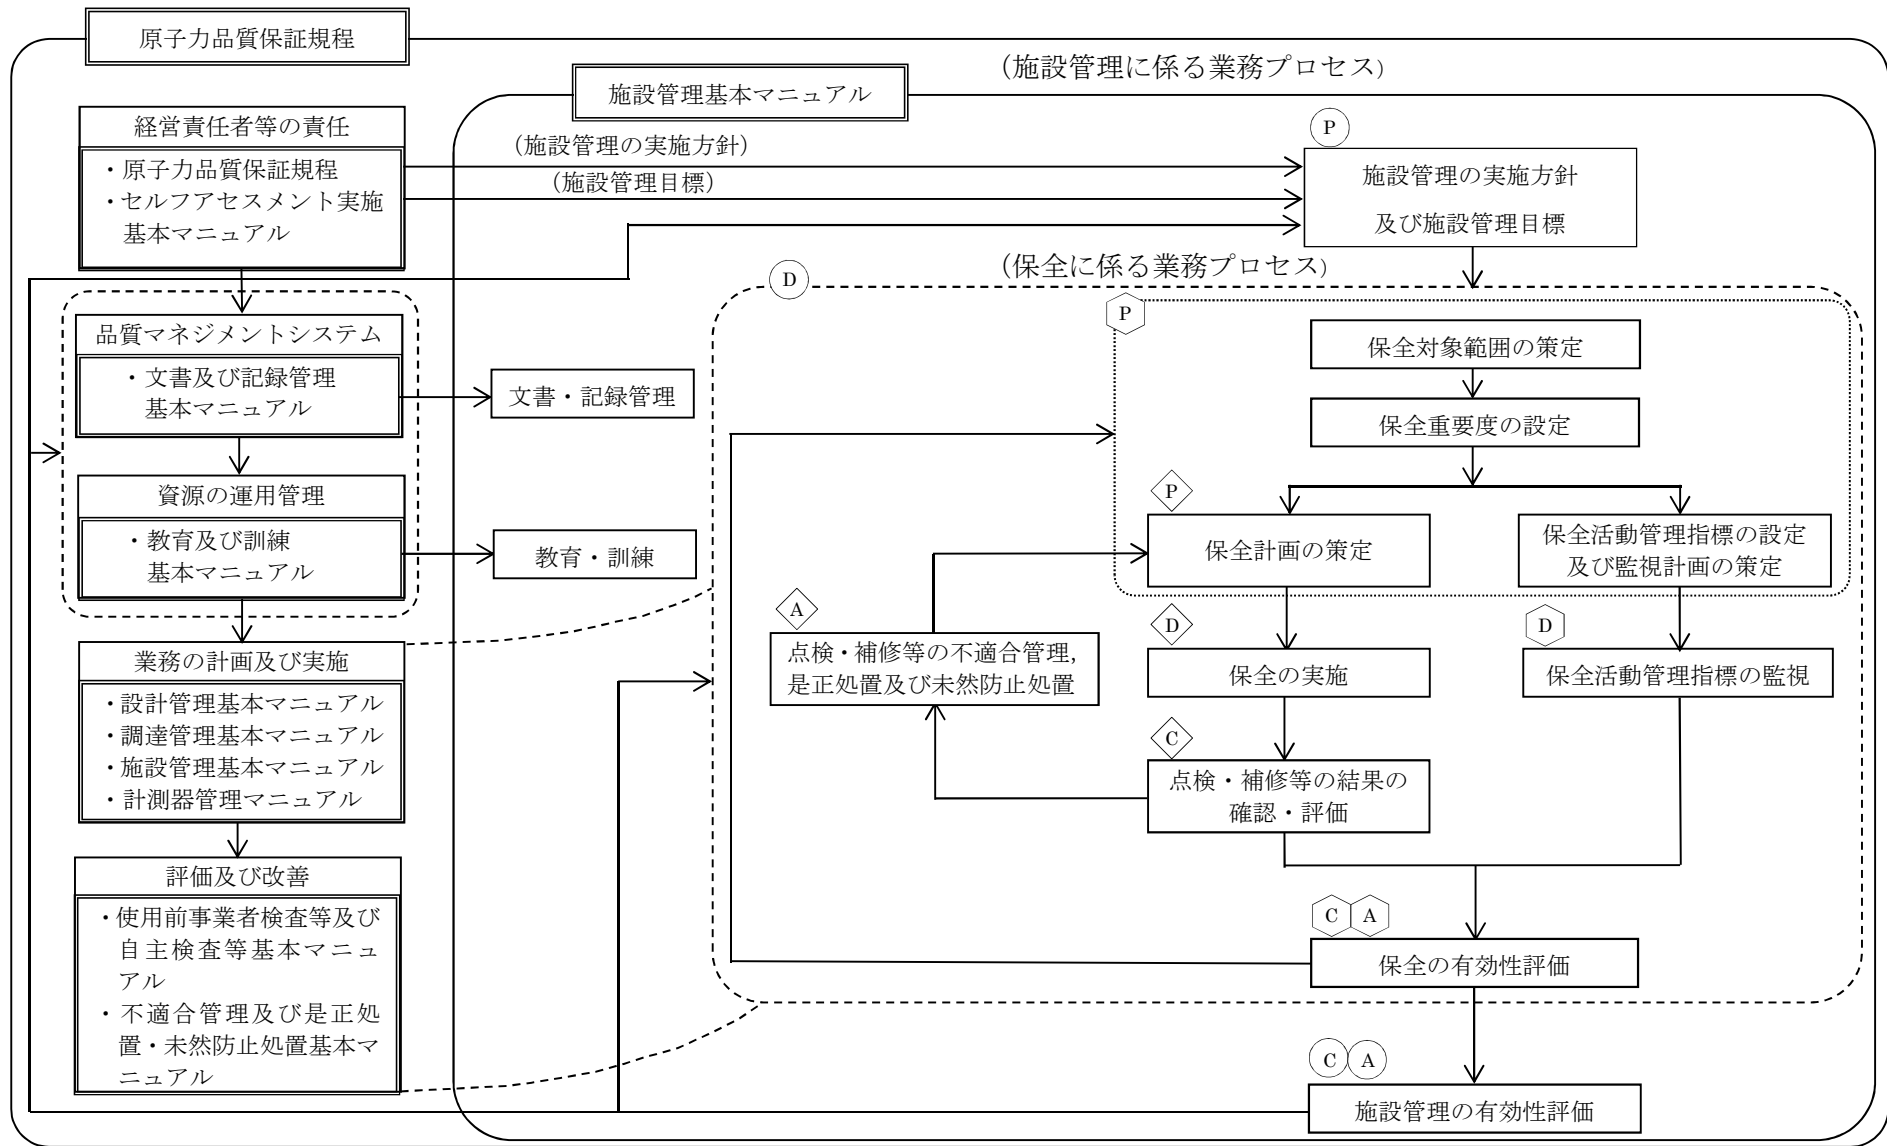 原子力品質保証規程
(施設管理に係る業務プロセス)
施設管理基本マニュアル
経営責任者等の責任
・原子力品質保証規程
・セルフアセスメント実施
基本マニュアル
(施設管理の実施方針)
(施設管理目標)
P
施設管理の実施方針
及び施設管理目標
(保全に係る業務プロセス)
D
品質マネジメントシステム
・文書及び記録管理
基本マニュアル
文書・記録管理
資源の運用管理
・教育及び訓練
基本マニュアル
教育・訓練
P
保全対象範囲の策定
保全重要度の設定
P
保全計画の策定
保全活動管理指標の設定
及び監視計画の策定
A
点検・補修等の不適合管理,
是正処置及び未然防止処置
D
保全の実施
D
保全活動管理指標の監視
C
点検・補修等の結果の
確認・評価
業務の計画及び実施
・設計管理基本マニュアル
・調達管理基本マニュアル
・施設管理基本マニュアル
・計測器管理マニュアル
評価及び改善
・使用前事業者検査等及び
自主検査等基本マニュ
アル
・不適合管理及び是正処
置・未然防止処置基本マ
ニュアル
C A
保全の有効性評価
C A
施設管理の有効性評価